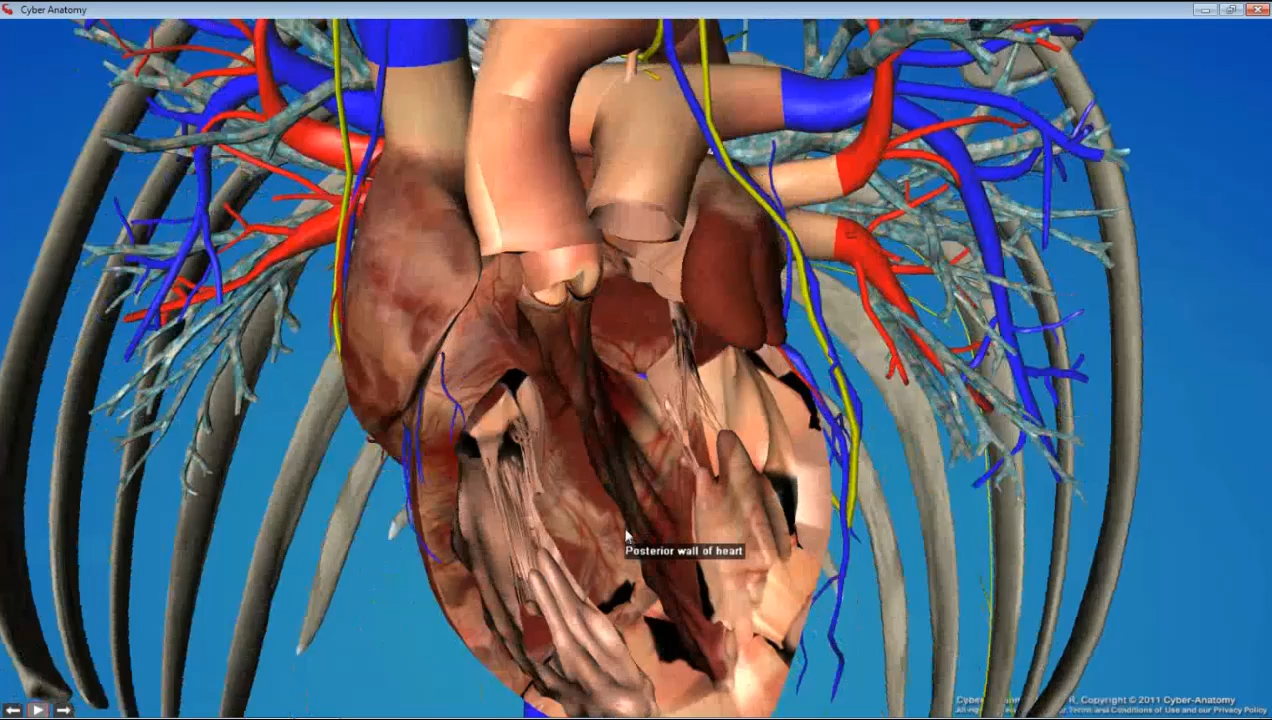 Cyber Anatomy
Posterior wall of heart
Cyber R, Copyright © 2011 Cyber-Anatomy
Terms and Conditions of Use and our Privacy Policy